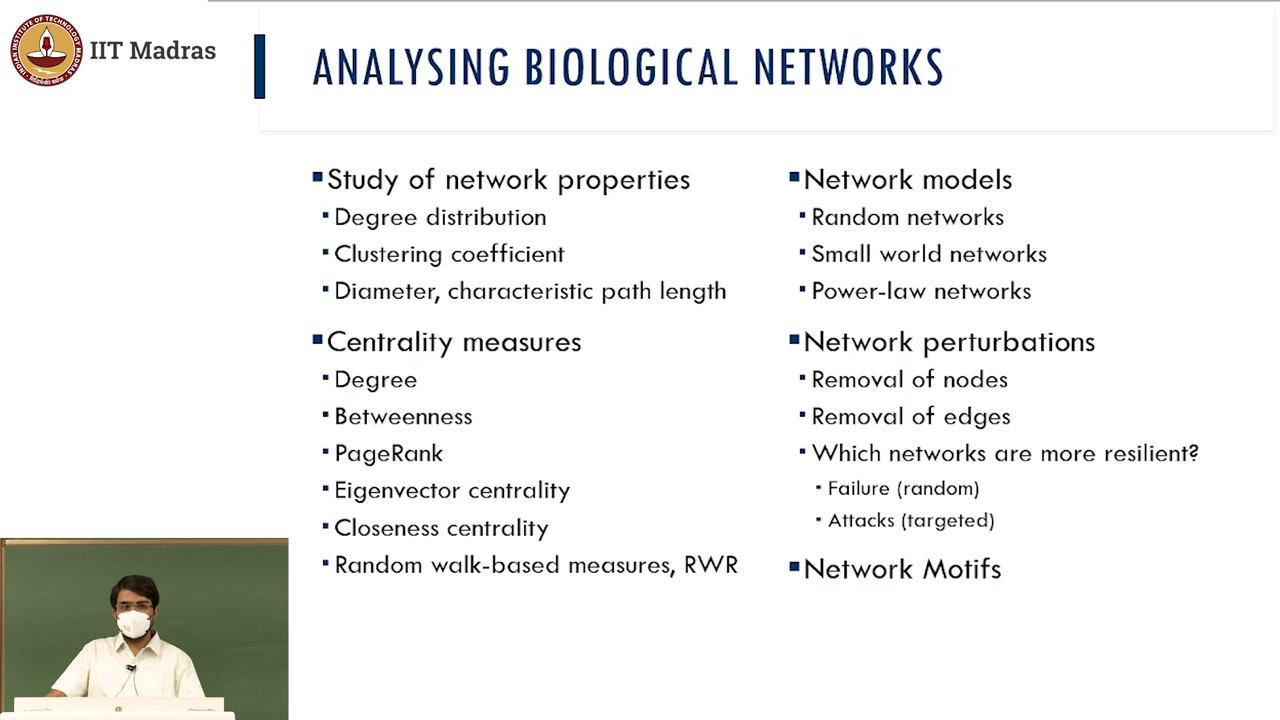 IIT Madras
ANALYSING BIOLOGICAL NETWORKS
Study of network properties
Degree distribution
Clustering coefficient
Diameter, characteristic path length
Centrality measures
Degree
Betweenness
PageRank
Eigenvector centrality
Closeness centrality
Random walk-based measures, RWR
Network models
Random networks
Small world networks
Power-law networks
Network perturbations
Removal of nodes
Removal of edges
Which networks are more resilient?
Failure (random)
Attacks (targeted)
Network Motifs